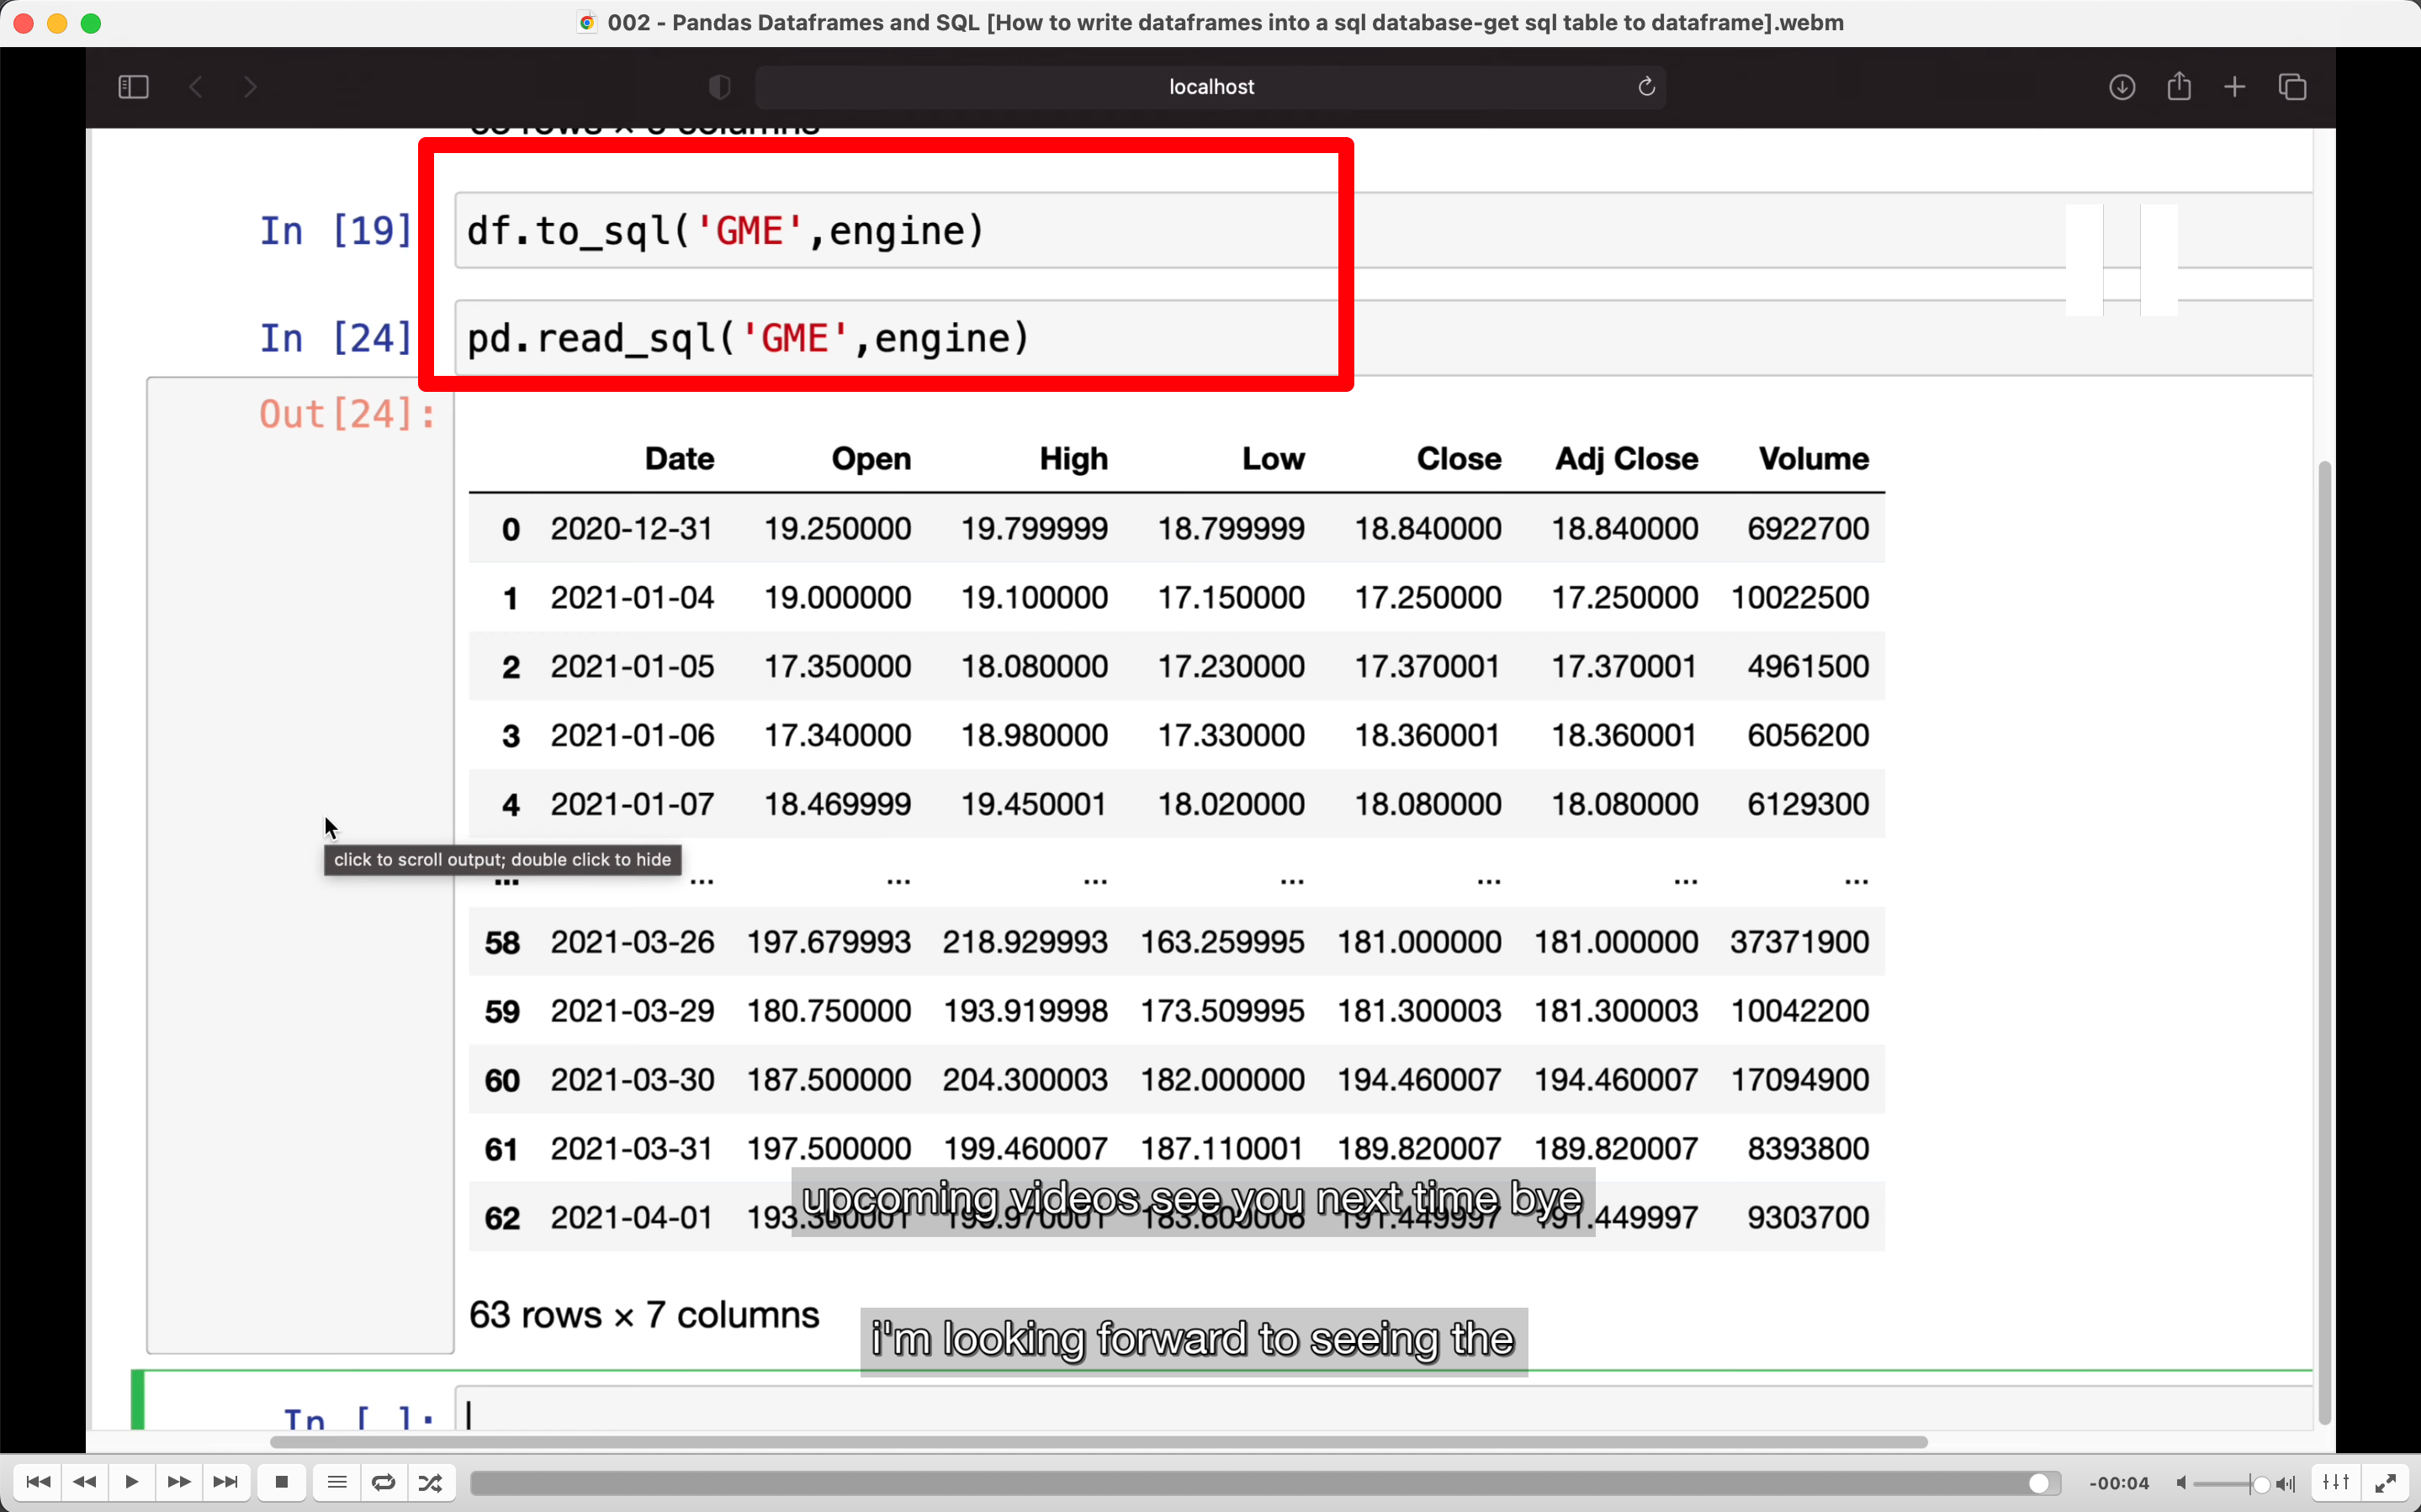 002 - Pandas Dataframes and SQL [How to write dataframes into a sql database-get sql table to dataframe].webm
localhost
63 rows × 6 columns
In [19]
df.to_sql('GME',engine)
In [24]
pd.read_sql('GME',engine)
Out[24]:
Date Open High Low Close Adj Close Volume
0 2020-12-31 19.250000 19.799999 18.799999 18.840000 18.840000 6922700
1 2021-01-04 19.000000 19.100000 17.150000 17.250000 17.250000 10022500
2 2021-01-05 17.350000 18.080000 17.230000 17.370001 17.370001 4961500
3 2021-01-06 17.340000 18.980000 17.330000 18.360001 18.360001 6056200
4 2021-01-07 18.469999 19.450001 18.020000 18.080000 18.080000 6129300
click to scroll output; double click to hide
... ... ... ... ... ... ... ...
58 2021-03-26 197.679993 218.929993 163.259995 181.000000 181.000000 37371900
59 2021-03-29 180.750000 193.919998 173.509995 181.300003 181.300003 10042200
60 2021-03-30 187.500000 204.300003 182.000000 194.460007 194.460007 17094900
61 2021-03-31 197.500000 199.460007 187.110001 189.820007 189.820007 8393800
62 2021-04-01 183.600006 191.449997 191.449997 9303700
upcoming videos see you next time bye
63 rows × 7 columns
i'm looking forward to seeing the
In [ ]:
-00:04